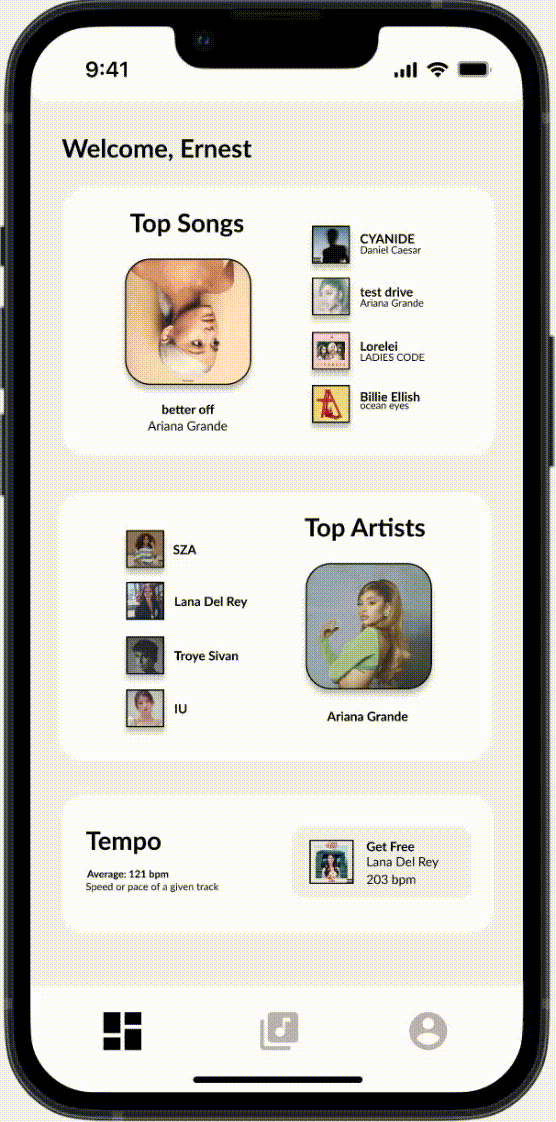 9:41
Welcome, Ernest
Top Songs
better off
Ariana Grande
CYANIDE
Daniel Caesar
test drive
Ariana Grande
Lorelei
LADIES CODE
Billie Ellish
ocean eyes
Top Artists
SZA
Lana Del Rey
Troye Sivan
IU
Ariana Grande
Tempo
Average: 121 bpm
Speed or pace of a given track
Get Free
Lana Del Rey
203 bpm